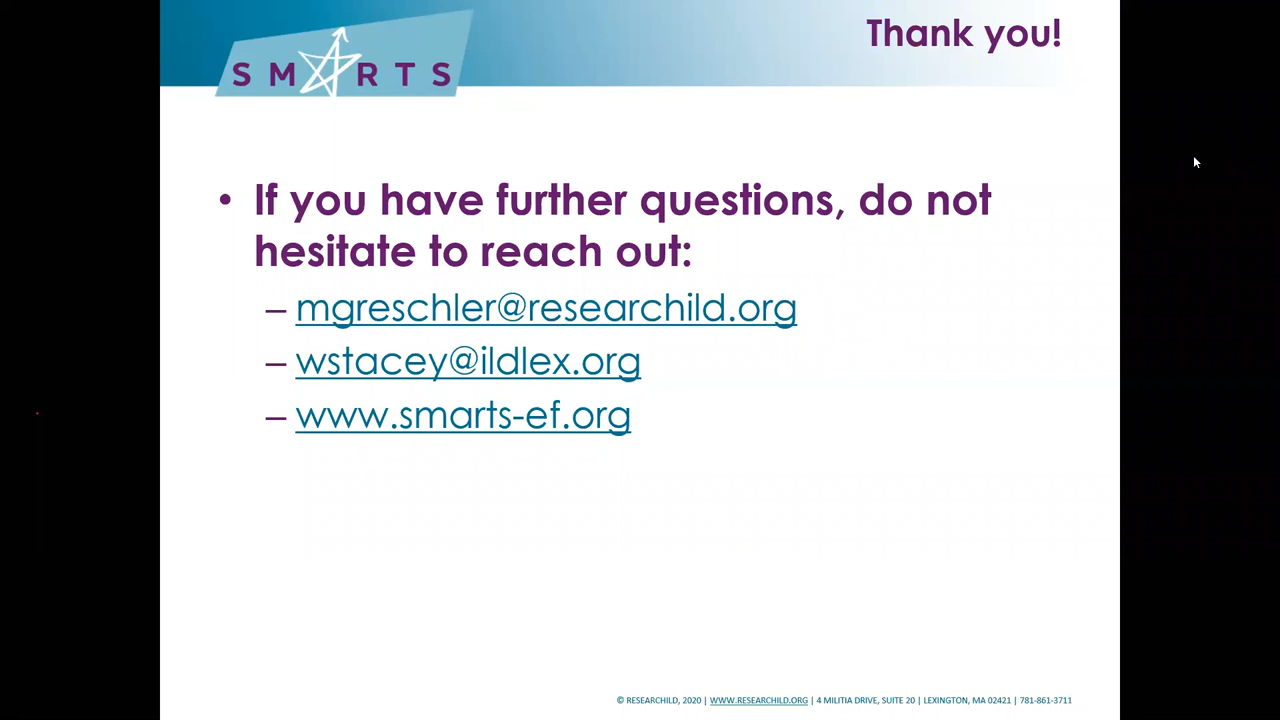 SMARTS
Thank you!
• If you have further questions, do not
hesitate to reach out:
– mgreschler@researchild.org
– wstacey@ildlex.org
– www.smarts-ef.org
© RESEARCHILD, 2020 | WWW.RESEARCHILD.ORG | 4 MILITIA DRIVE, SUITE 20 | LEXINGTON, MA 02421 | 781-861-3711